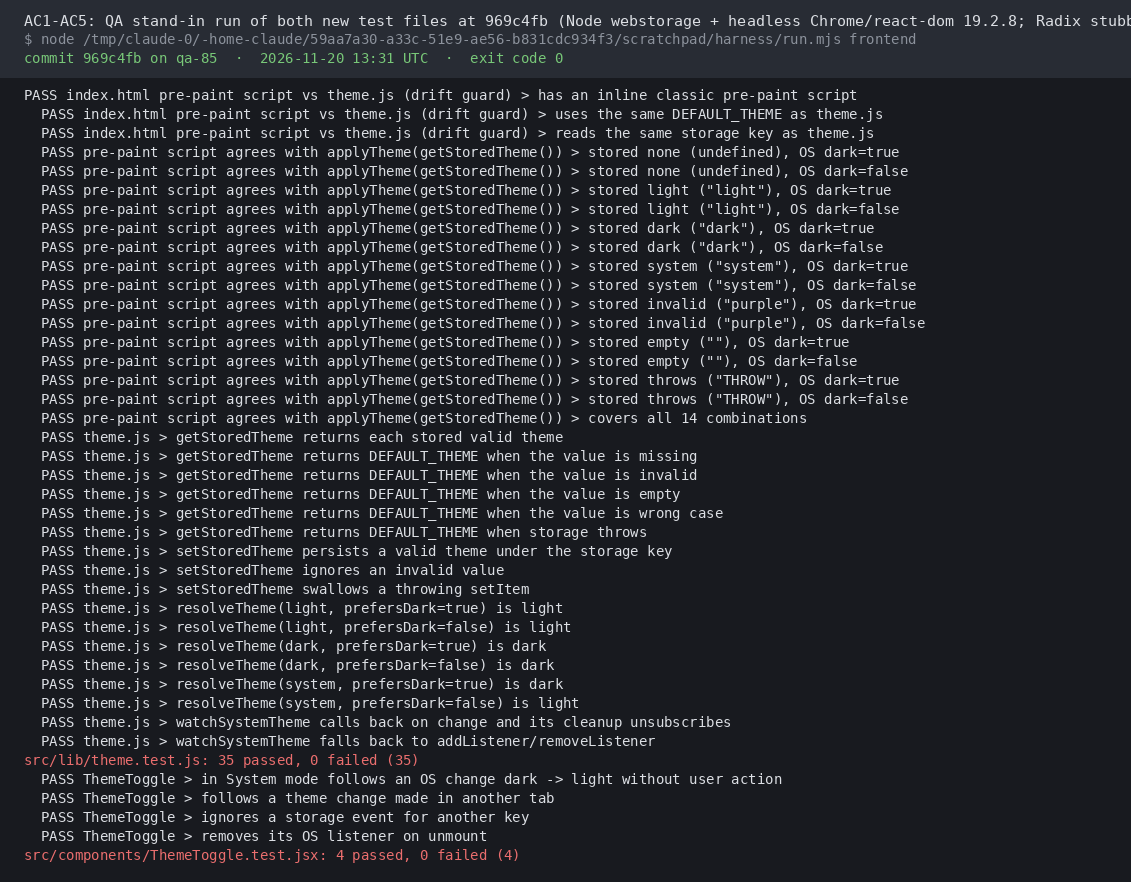 AC1-AC5: QA stand-in run of both new test files at 969c4fb (Node webstorage + headless Chrome/react-dom 19.2.8; Radix stubb
$ node /tmp/claude-0/-home-claude/59aa7a30-a33c-51e9-ae56-b831cdc934f3/scratchpad/harness/run.mjs frontend
commit 969c4fb on qa-85 · 2026-11-20 13:31 UTC · exit code 0
PASS index.html pre-paint script vs theme.js (drift guard) > has an inline classic pre-paint script
PASS index.html pre-paint script vs theme.js (drift guard) > uses the same DEFAULT_THEME as theme.js
PASS index.html pre-paint script vs theme.js (drift guard) > reads the same storage key as theme.js
PASS pre-paint script agrees with applyTheme(getStoredTheme()) > stored none (undefined), OS dark=true
PASS pre-paint script agrees with applyTheme(getStoredTheme()) > stored none (undefined), OS dark=false
PASS pre-paint script agrees with applyTheme(getStoredTheme()) > stored light ("light"), OS dark=true
PASS pre-paint script agrees with applyTheme(getStoredTheme()) > stored light ("light"), OS dark=false
PASS pre-paint script agrees with applyTheme(getStoredTheme()) > stored dark ("dark"), OS dark=true
PASS pre-paint script agrees with applyTheme(getStoredTheme()) > stored dark ("dark"), OS dark=false
PASS pre-paint script agrees with applyTheme(getStoredTheme()) > stored system ("system"), OS dark=true
PASS pre-paint script agrees with applyTheme(getStoredTheme()) > stored system ("system"), OS dark=false
PASS pre-paint script agrees with applyTheme(getStoredTheme()) > stored invalid ("purple"), OS dark=true
PASS pre-paint script agrees with applyTheme(getStoredTheme()) > stored invalid ("purple"), OS dark=false
PASS pre-paint script agrees with applyTheme(getStoredTheme()) > stored empty (""), OS dark=true
PASS pre-paint script agrees with applyTheme(getStoredTheme()) > stored empty (""), OS dark=false
PASS pre-paint script agrees with applyTheme(getStoredTheme()) > stored throws ("THROW"), OS dark=true
PASS pre-paint script agrees with applyTheme(getStoredTheme()) > stored throws ("THROW"), OS dark=false
PASS pre-paint script agrees with applyTheme(getStoredTheme()) > covers all 14 combinations
PASS theme.js > getStoredTheme returns each stored valid theme
PASS theme.js > getStoredTheme returns DEFAULT_THEME when the value is missing
PASS theme.js > getStoredTheme returns DEFAULT_THEME when the value is invalid
PASS theme.js > getStoredTheme returns DEFAULT_THEME when the value is empty
PASS theme.js > getStoredTheme returns DEFAULT_THEME when the value is wrong case
PASS theme.js > getStoredTheme returns DEFAULT_THEME when storage throws
PASS theme.js > setStoredTheme persists a valid theme under the storage key
PASS theme.js > setStoredTheme ignores an invalid value
PASS theme.js > setStoredTheme swallows a throwing setItem
PASS theme.js > resolveTheme(light, prefersDark=true) is light
PASS theme.js > resolveTheme(light, prefersDark=false) is light
PASS theme.js > resolveTheme(dark, prefersDark=true) is dark
PASS theme.js > resolveTheme(dark, prefersDark=false) is dark
PASS theme.js > resolveTheme(system, prefersDark=true) is dark
PASS theme.js > resolveTheme(system, prefersDark=false) is light
PASS theme.js > watchSystemTheme calls back on change and its cleanup unsubscribes
PASS theme.js > watchSystemTheme falls back to addListener/removeListener
src/lib/theme.test.js: 35 passed, 0 failed (35)
PASS ThemeToggle > in System mode follows an OS change dark -> light without user action
PASS ThemeToggle > follows a theme change made in another tab
PASS ThemeToggle > ignores a storage event for another key
PASS ThemeToggle > removes its OS listener on unmount
src/components/ThemeToggle.test.jsx: 4 passed, 0 failed (4)